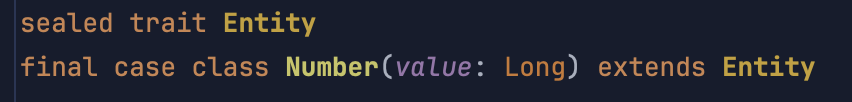 sealed trait Entity
final case class Number(value: Long) extends Entity